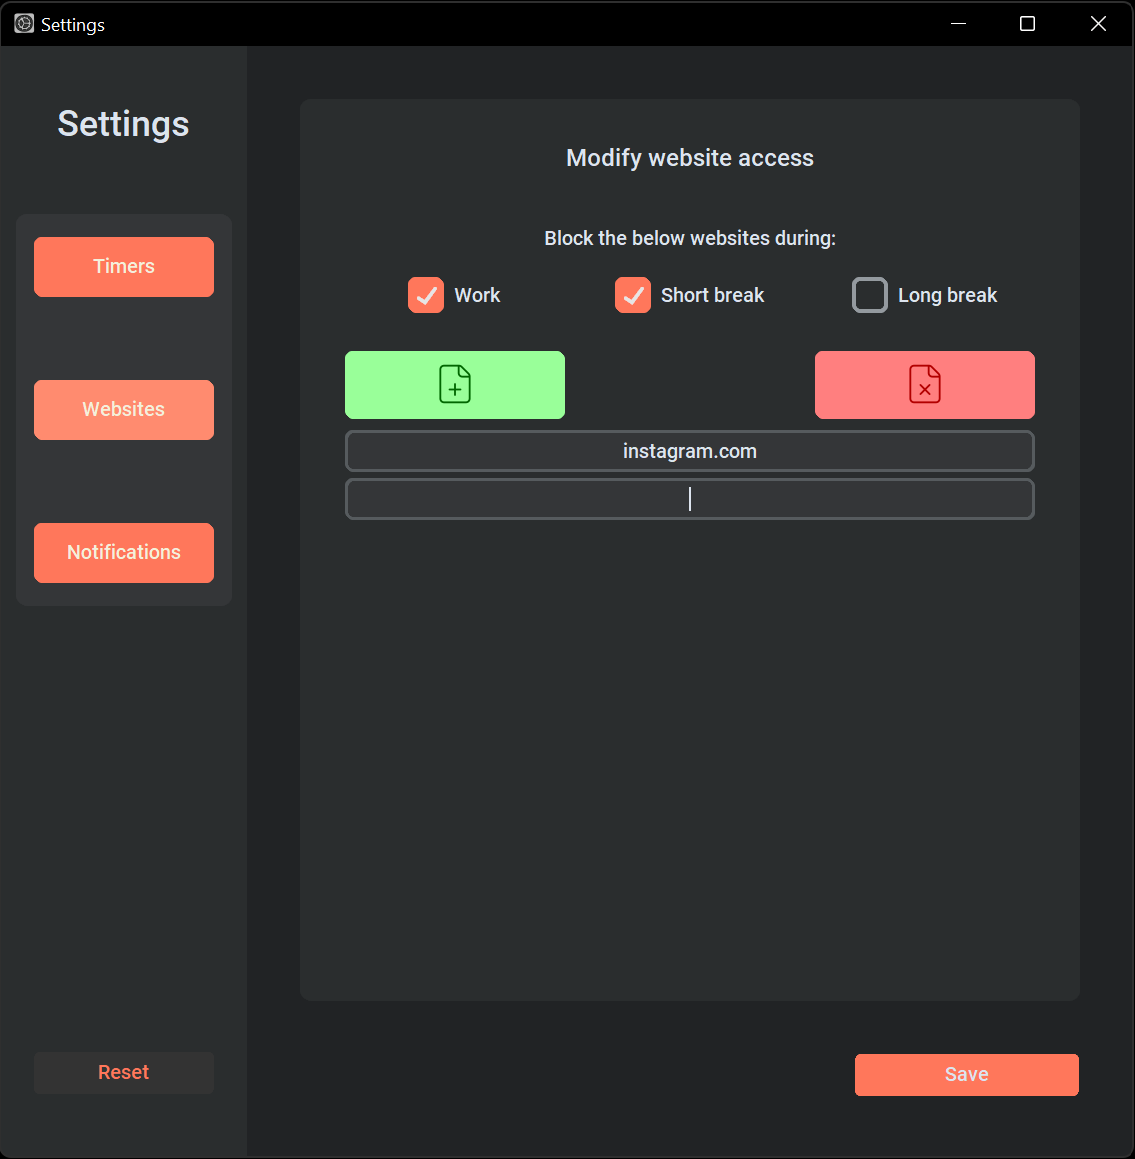 Settings
Settings
Timers
Websites
Notifications
Reset
Modify website access
Block the below websites during:
Work Short break Long break
instagram.com
Save